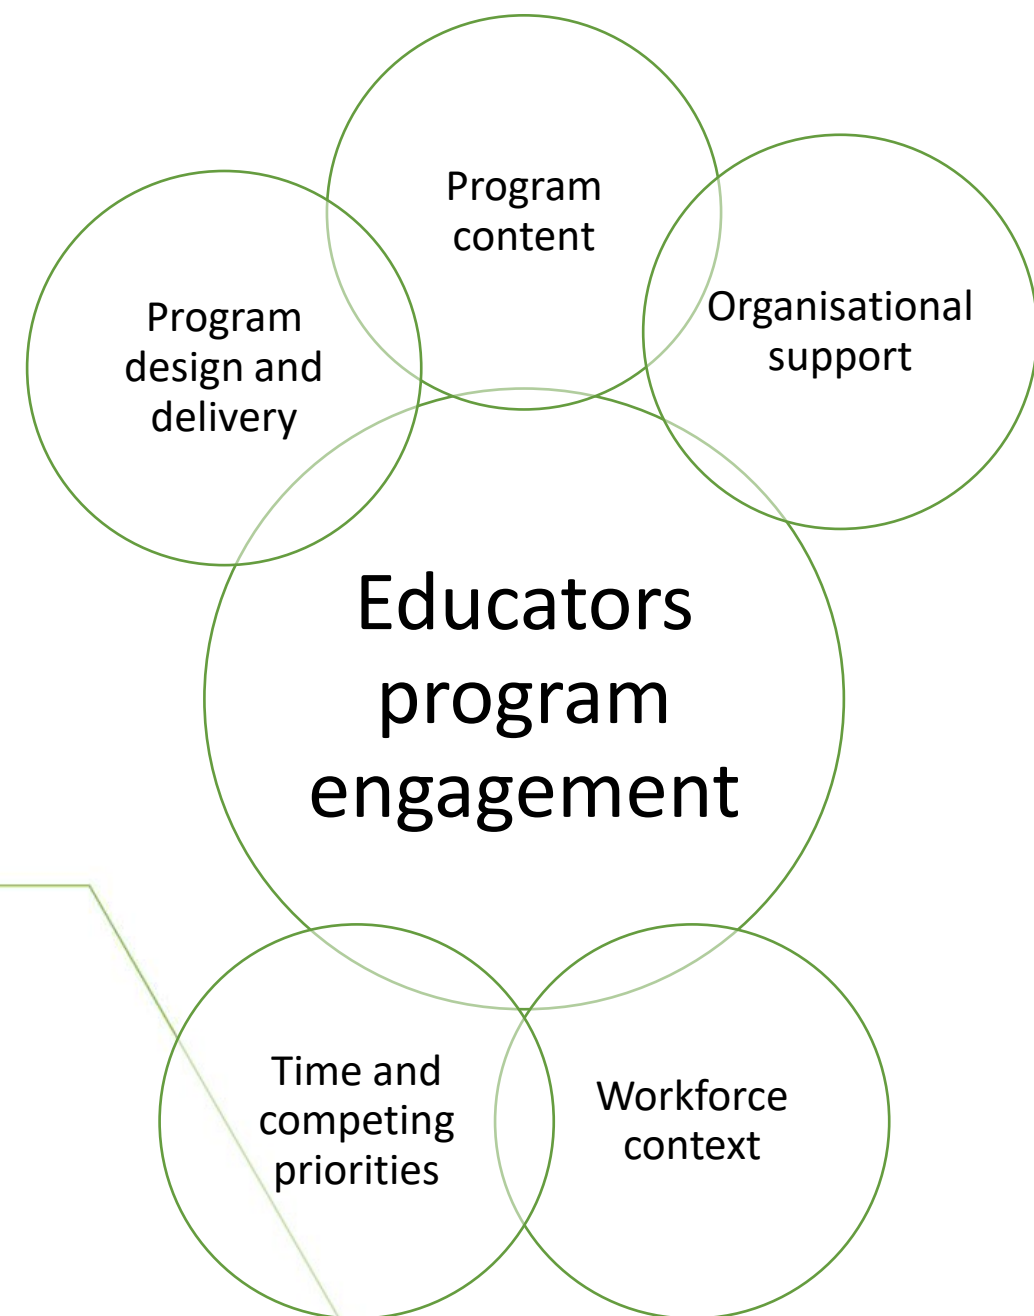 Program
content
Organisational
support
Program
design and
delivery
Educators
program
engagement
Time and
competing
priorities
Workforce
context